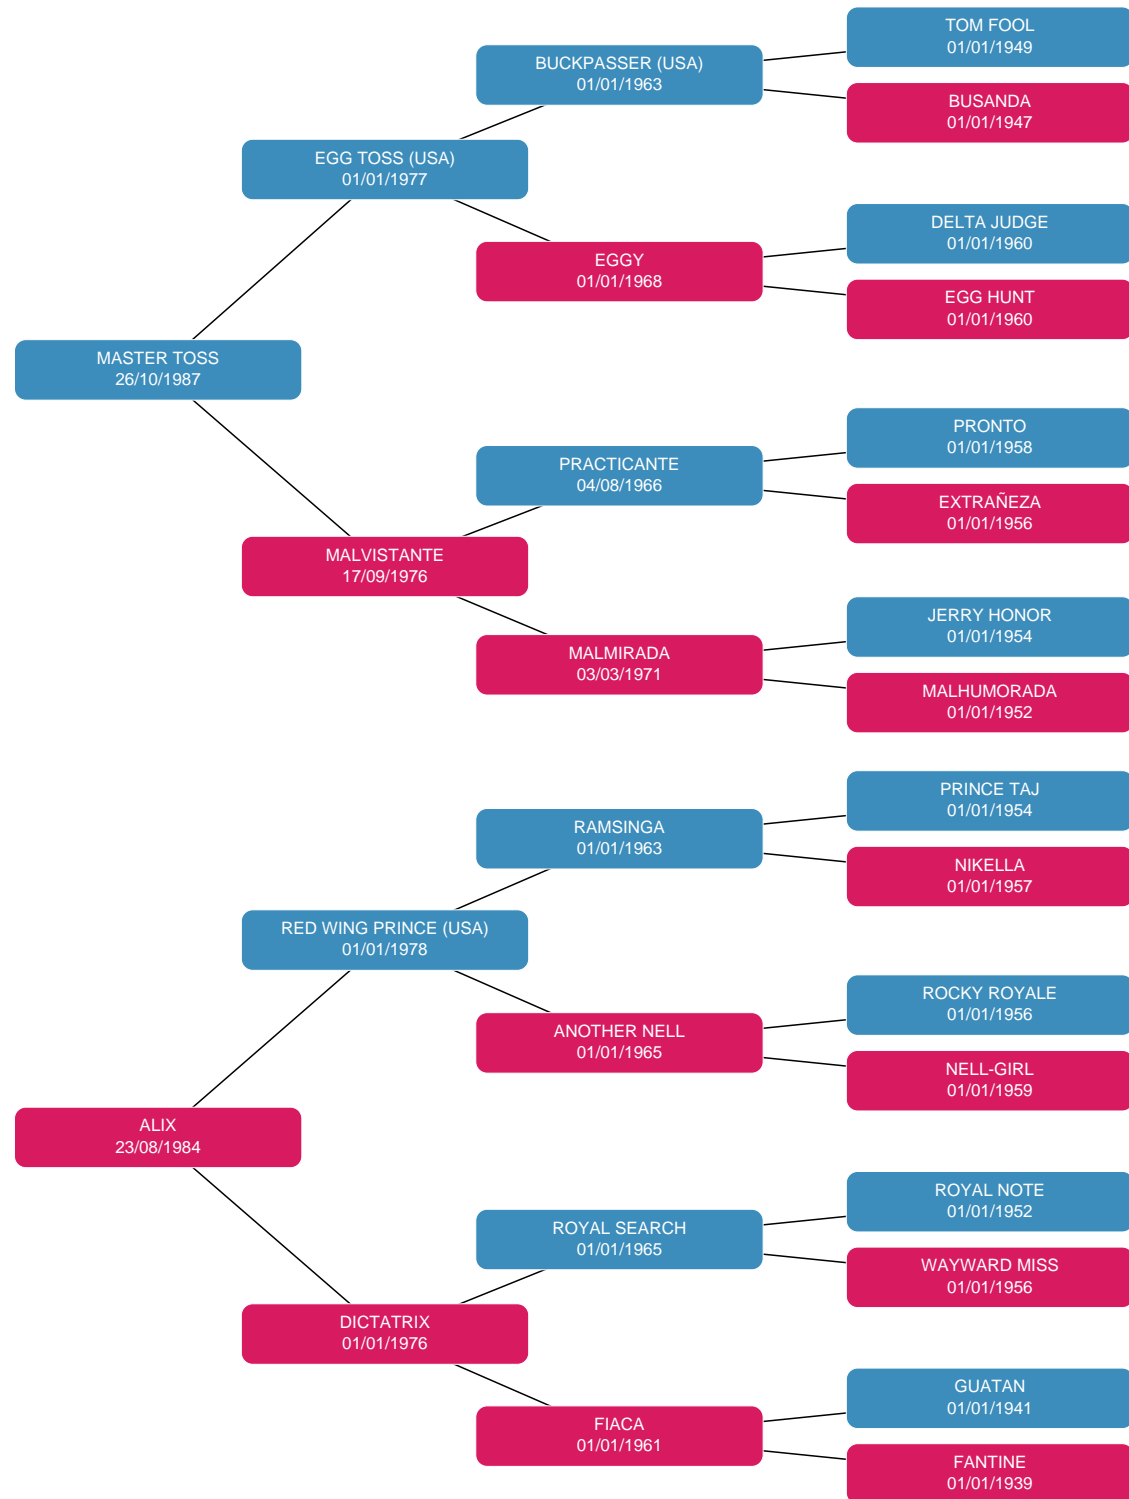 TOM FOOL
01/01/1949
BUCKPASSER (USA)
01/01/1963
BUSANDA
01/01/1947
EGG TOSS (USA)
01/01/1977
DELTA JUDGE
01/01/1960
EGGY
01/01/1968
EGG HUNT
01/01/1960
MASTER TOSS
26/10/1987
PRONTO
01/01/1958
PRACTICANTE
04/08/1966
EXTRAÑEZA
01/01/1956
MALVISTANTE
17/09/1976
JERRY HONOR
01/01/1954
MALMIRADA
03/03/1971
MALHUMORADA
01/01/1952
PRINCE TAJ
01/01/1954
RAMSINGA
01/01/1963
NIKELLA
01/01/1957
RED WING PRINCE (USA)
01/01/1978
ROCKY ROYALE
01/01/1956
ANOTHER NELL
01/01/1965
NELL-GIRL
01/01/1959
ALIX
23/08/1984
ROYAL NOTE
01/01/1952
ROYAL SEARCH
01/01/1965
WAYWARD MISS
01/01/1956
DICTATRIX
01/01/1976
GUATAN
01/01/1941
FIACA
01/01/1961
FANTINE
01/01/1939